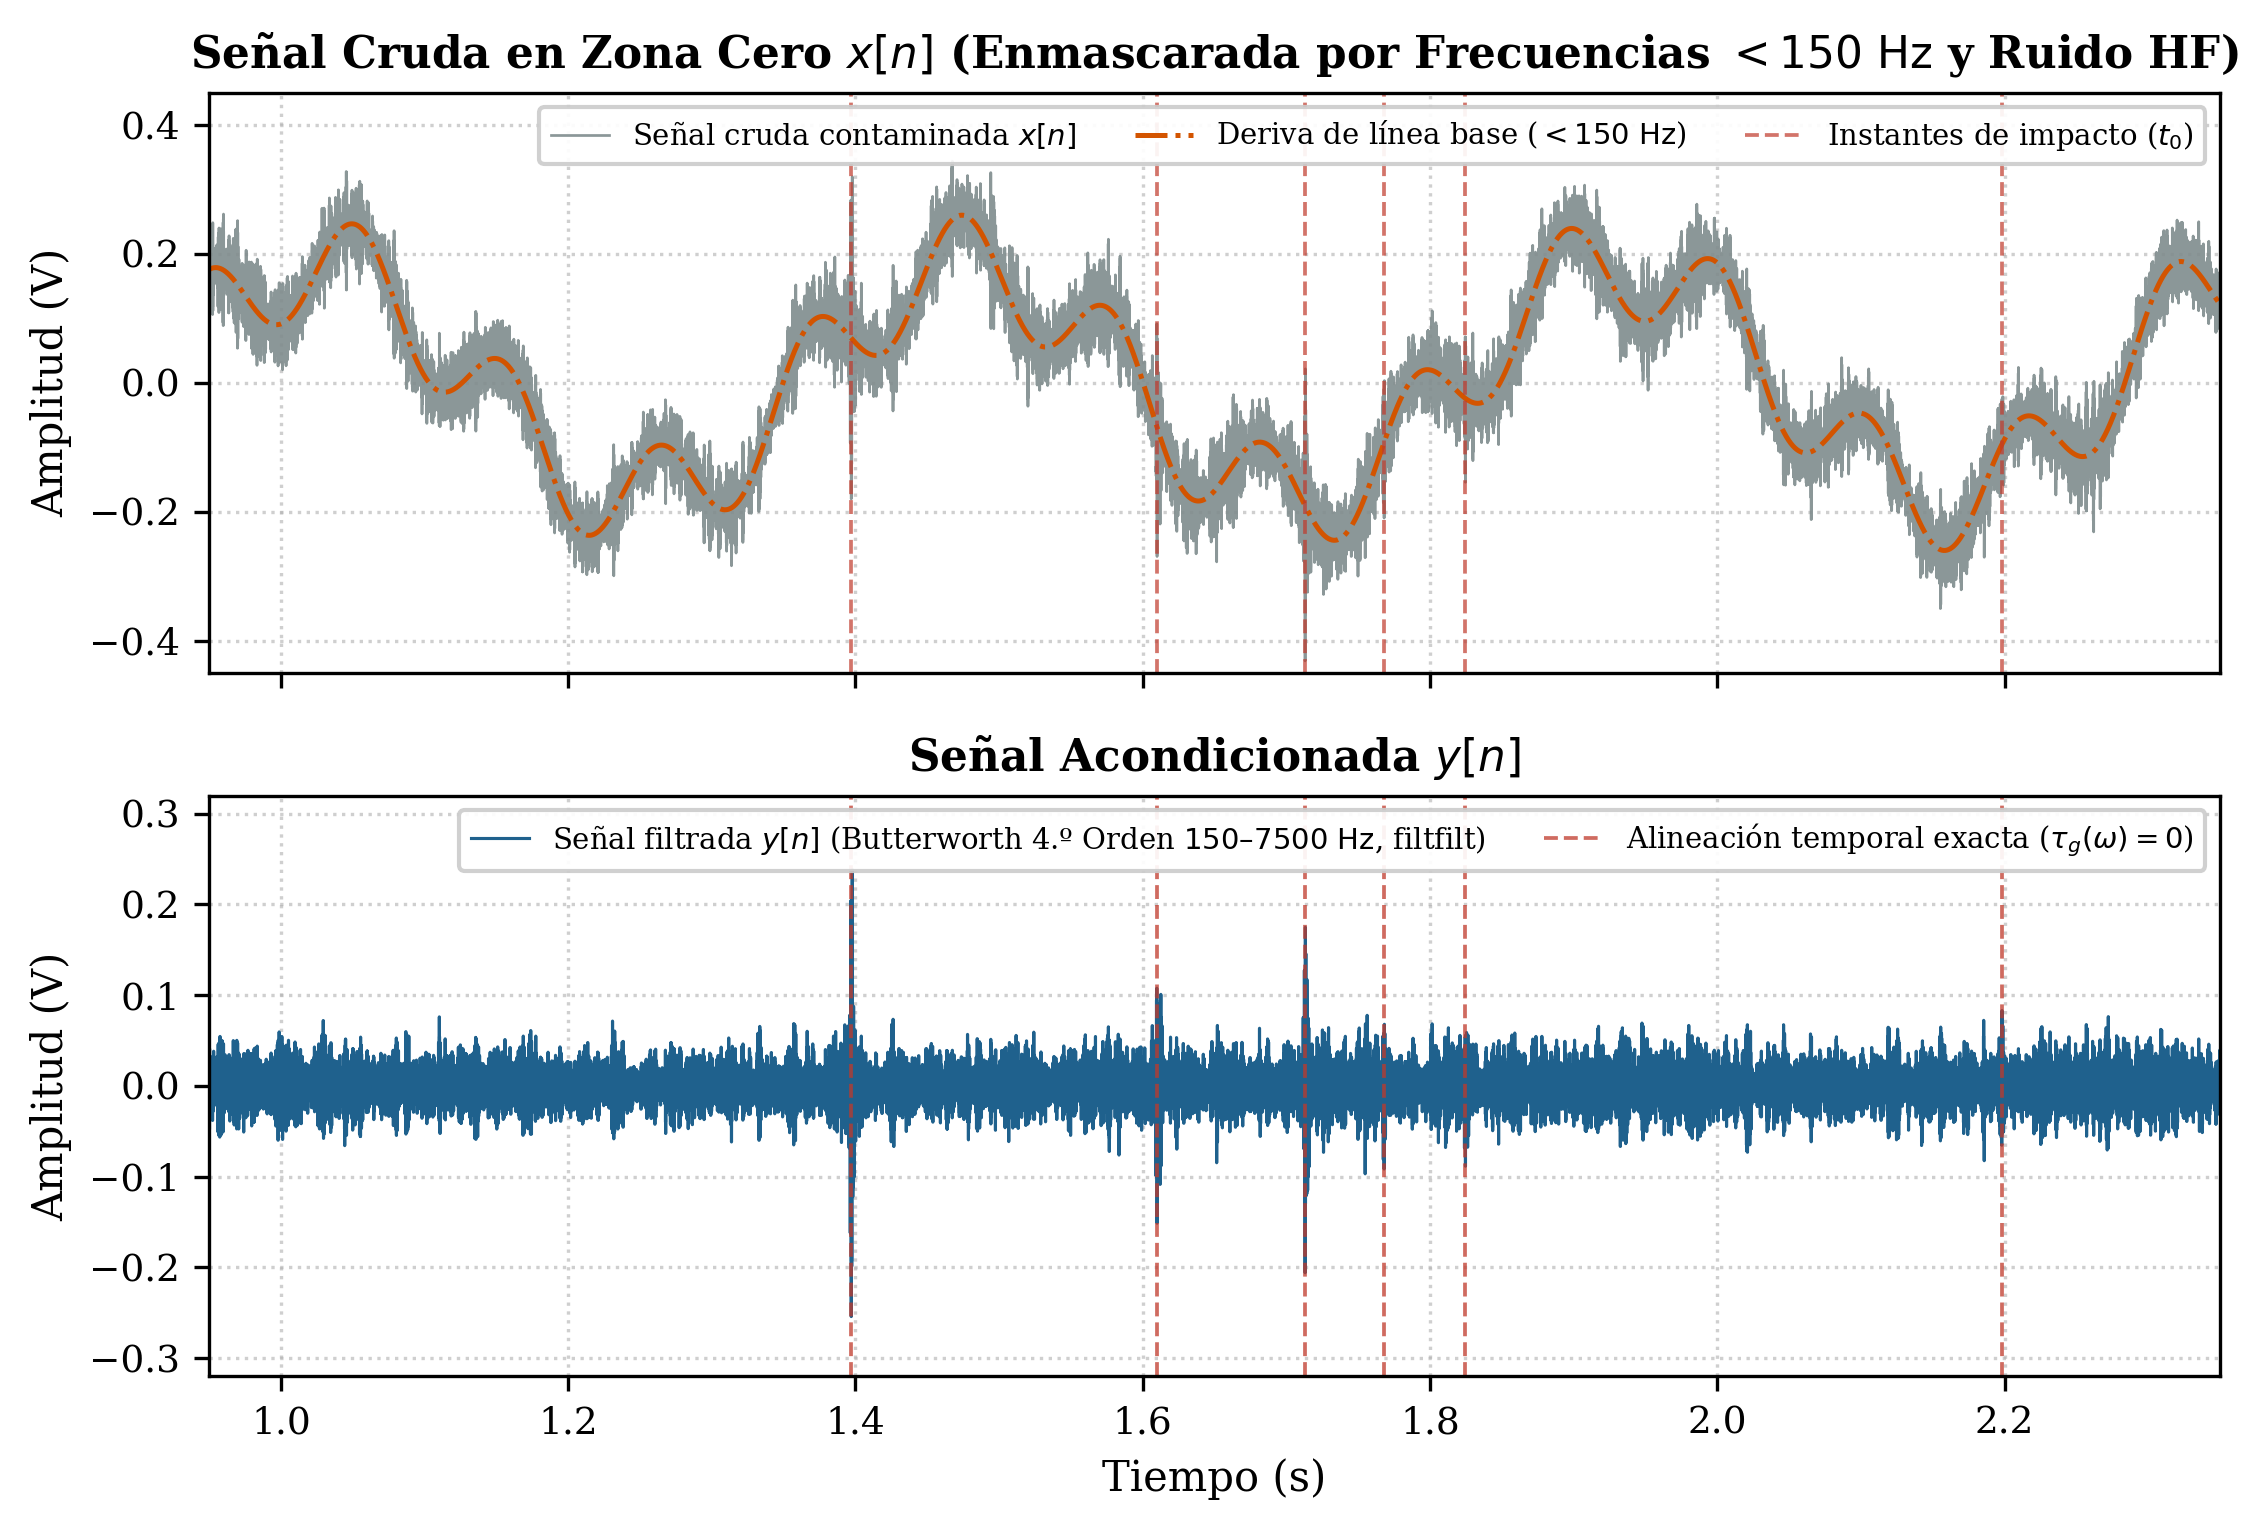 Señal Cruda en Zona Cero x[n] (Enmascarada por Frecuencias < 150 Hz y Ruido HF)
Señal cruda contaminada x[n]
Deriva de línea base (< 150 Hz)
Instantes de impacto (t₀)
Amplitud (V)
0.4
0.2
0.0
−0.2
−0.4
Señal Acondicionada y[n]
Señal filtrada y[n] (Butterworth 4.º Orden 150–7500 Hz, filtfilt)
Alineación temporal exacta (τ_g(ω) = 0)
Amplitud (V)
0.3
0.2
0.1
0.0
−0.1
−0.2
−0.3
1.0 1.2 1.4 1.6 1.8 2.0 2.2
Tiempo (s)